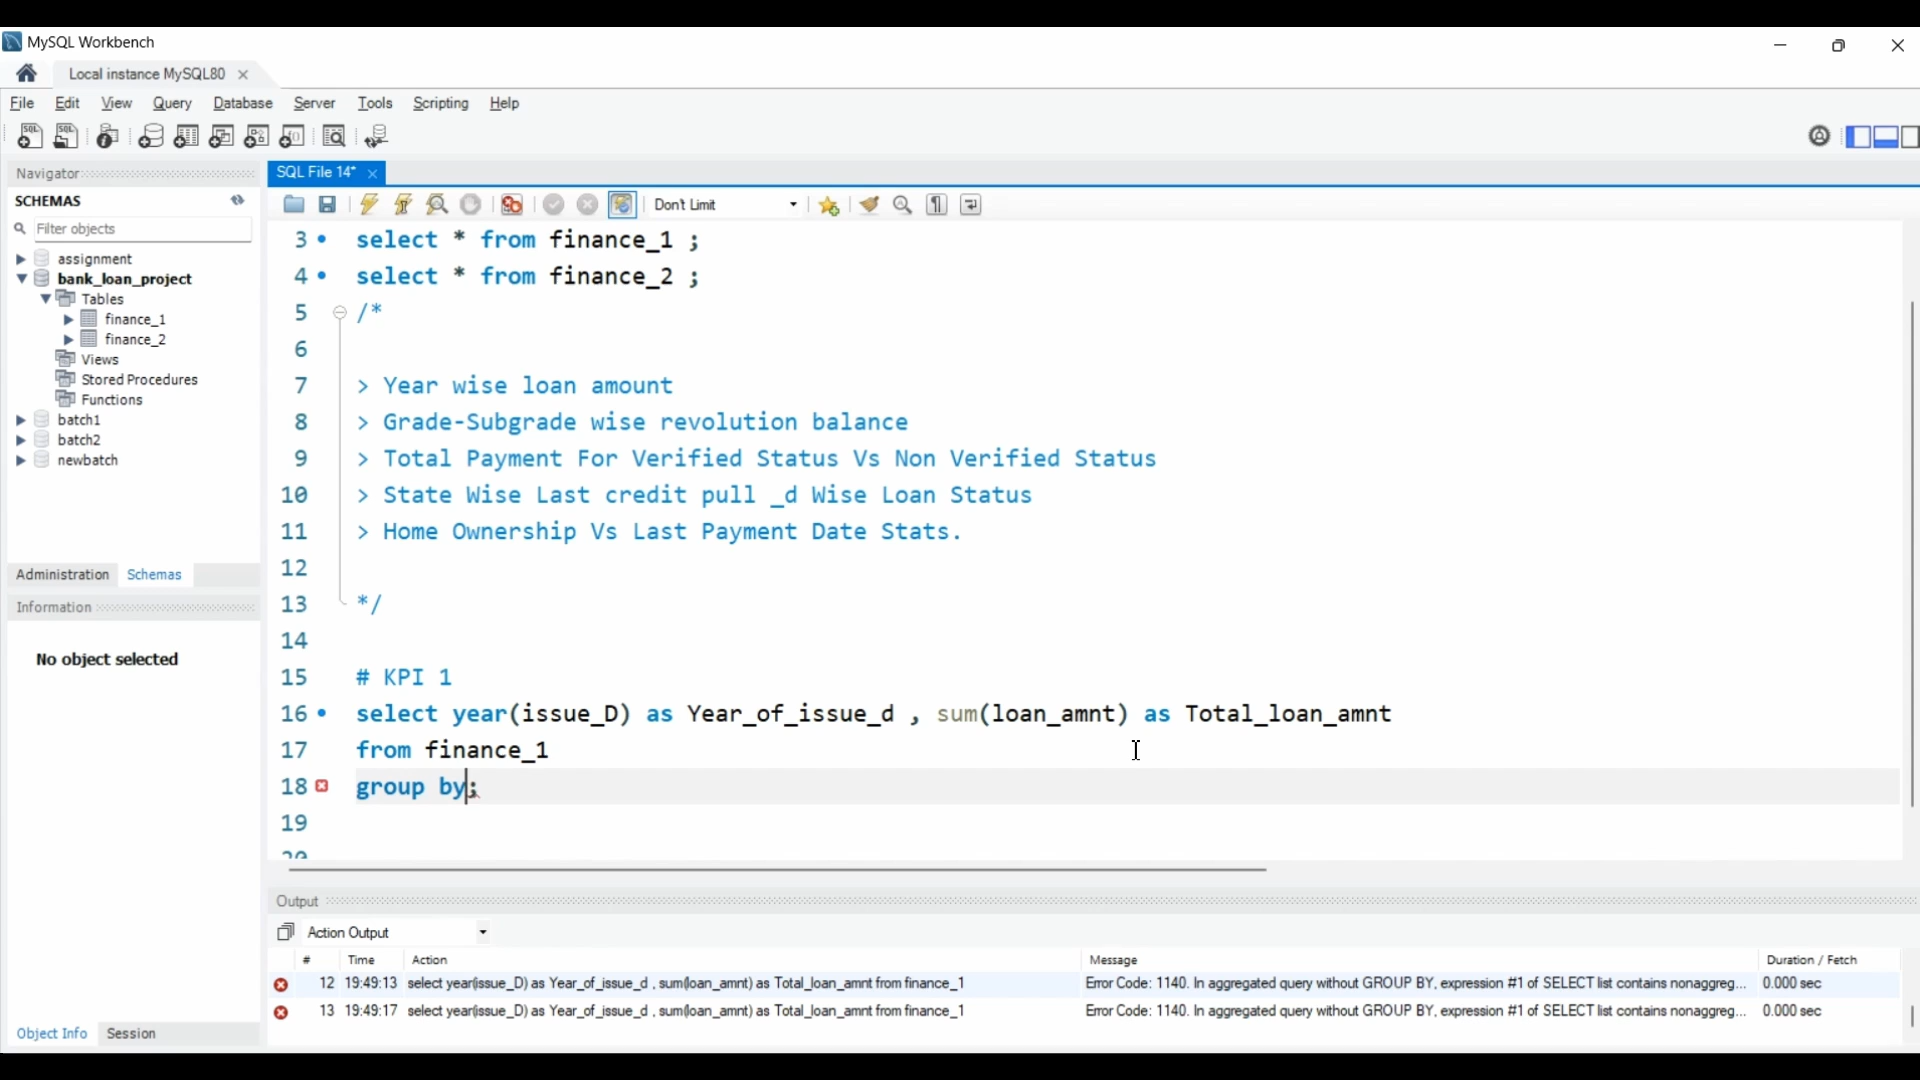 MySQL Workbench
Local instance MySQL80
File Edit View Query Database Server Tools Scripting Help
Navigator
SCHEMAS
Filter objects
assignment
bank_loan_project
Tables
finance_1
finance_2
Views
Stored Procedures
Functions
batch1
batch2
newbatch
Administration Schemas
Information
No object selected
Object Info Session
SQL File 14*
Don't Limit
3 select * from finance_1 ;
4 select * from finance_2 ;
5 /*
6
7 > Year wise loan amount
8 > Grade-Subgrade wise revolution balance
9 > Total Payment For Verified Status Vs Non Verified Status
10 > State Wise Last credit pull _d Wise Loan Status
11 > Home Ownership Vs Last Payment Date Stats.
12
13 */
14
15 # KPI 1
16 select year(issue_D) as Year_of_issue_d , sum(loan_amnt) as Total_loan_amnt
17 from finance_1
18 group by;
19
20
Output
Action Output
# Time Action Message Duration / Fetch
12 19:49:13 select year(issue_D) as Year_of_issue_d , sum(loan_amnt) as Total_loan_amnt from finance_1 Error Code: 1140. In aggregated query without GROUP BY, expression #1 of SELECT list contains nonaggreg... 0.000 sec
13 19:49:17 select year(issue_D) as Year_of_issue_d , sum(loan_amnt) as Total_loan_amnt from finance_1 Error Code: 1140. In aggregated query without GROUP BY, expression #1 of SELECT list contains nonaggreg... 0.000 sec